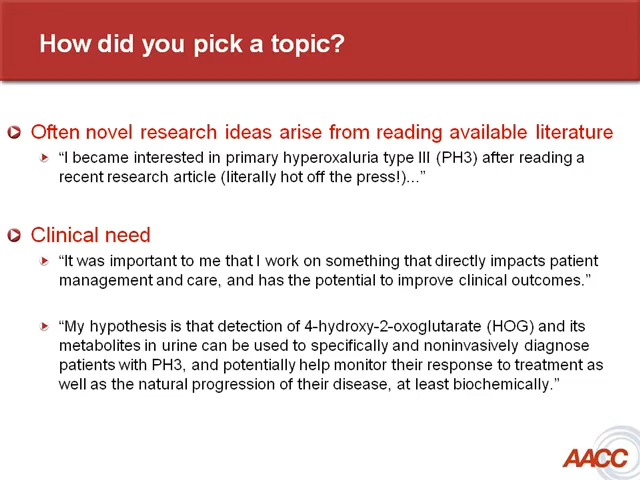 How did you pick a topic?
Often novel research ideas arise from reading available literature
“I became interested in primary hyperoxaluria type III (PH3) after reading a
recent research article (literally hot off the press!)...”
Clinical need
“It was important to me that I work on something that directly impacts patient
management and care, and has the potential to improve clinical outcomes.”
“My hypothesis is that detection of 4-hydroxy-2-oxoglutarate (HOG) and its
metabolites in urine can be used to specifically and noninvasively diagnose
patients with PH3, and potentially help monitor their response to treatment as
well as the natural progression of their disease, at least biochemically.”
AACC